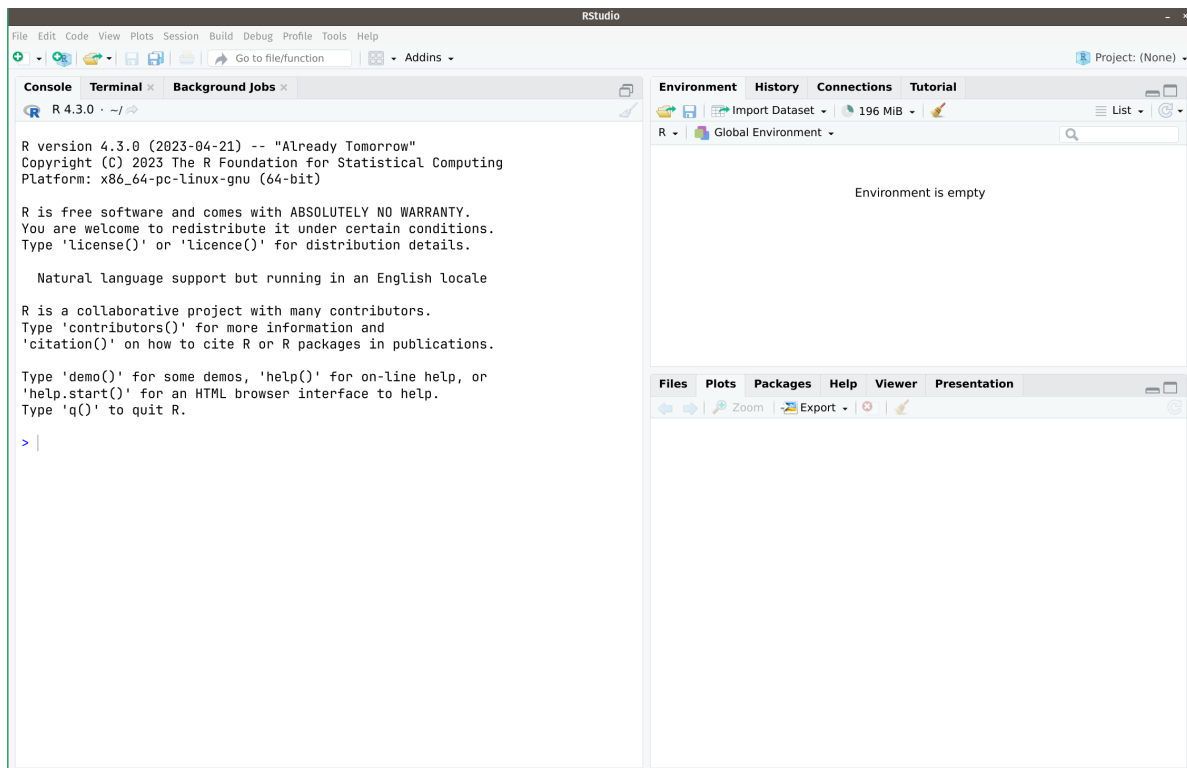 RStudio
File Edit Code View Plots Session Build Debug Profile Tools Help
Go to file/function Addins Project: (None)
Console Terminal Background Jobs
R 4.3.0 · ~/
R version 4.3.0 (2023-04-21) -- "Already Tomorrow"
Copyright (C) 2023 The R Foundation for Statistical Computing
Platform: x86_64-pc-linux-gnu (64-bit)
R is free software and comes with ABSOLUTELY NO WARRANTY.
You are welcome to redistribute it under certain conditions.
Type 'license()' or 'licence()' for distribution details.
Natural language support but running in an English locale
R is a collaborative project with many contributors.
Type 'contributors()' for more information and
'citation()' on how to cite R or R packages in publications.
Type 'demo()' for some demos, 'help()' for on-line help, or
'help.start()' for an HTML browser interface to help.
Type 'q()' to quit R.
>
Environment History Connections Tutorial
Import Dataset 196 MiB List
R Global Environment
Environment is empty
Files Plots Packages Help Viewer Presentation
Zoom Export